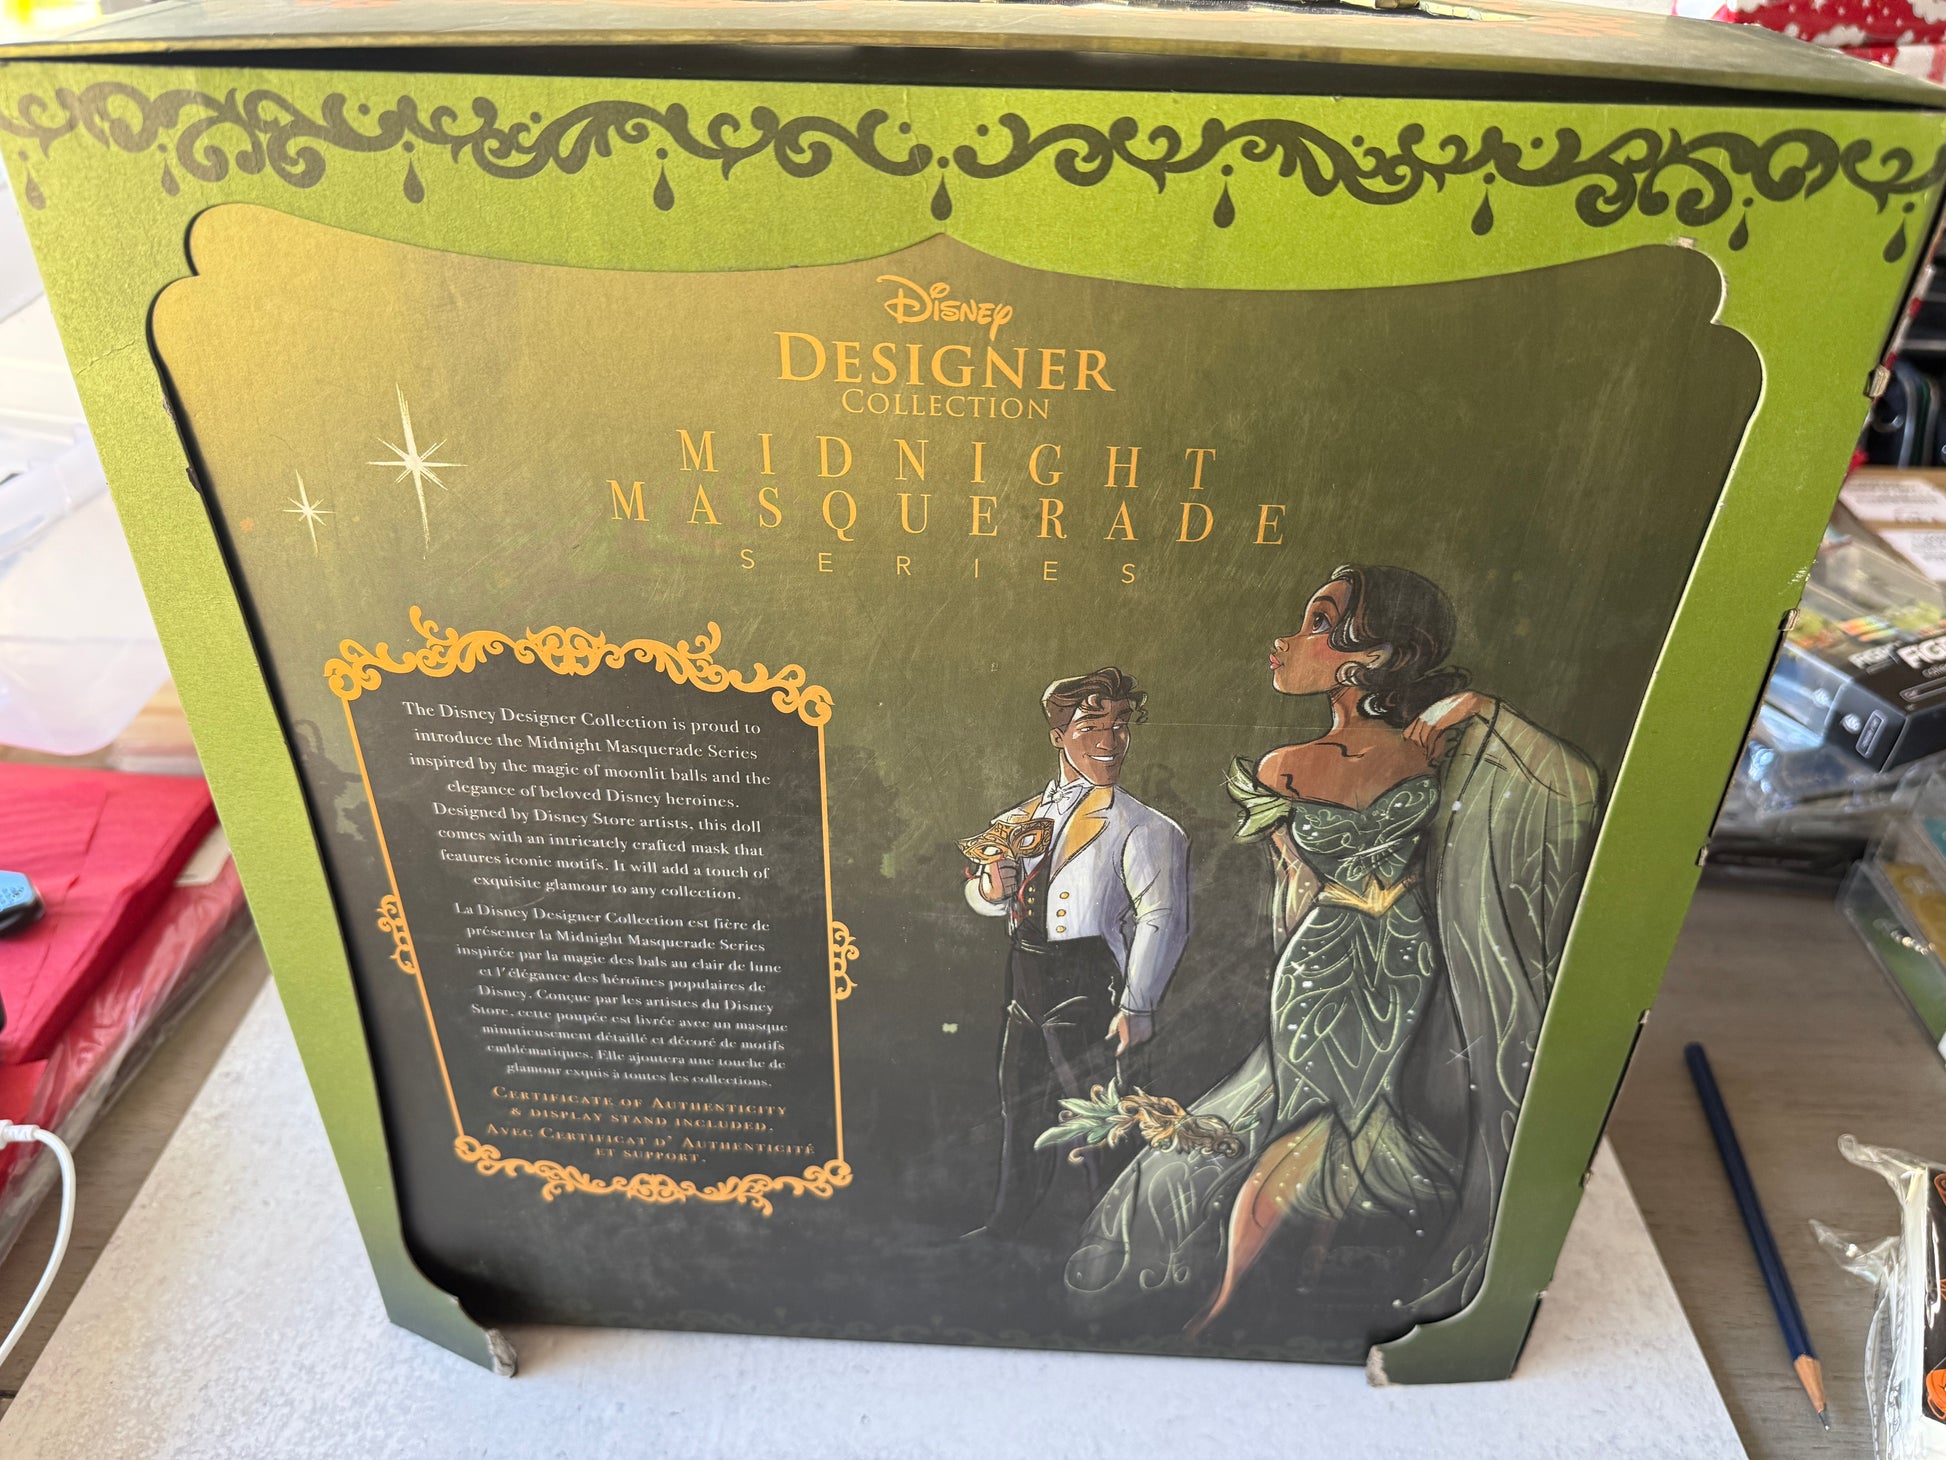 Disney
DESIGNER
COLLECTION
MIDNIGHT
MASQUERADE
SERIES
The Disney Designer Collection is proud to
introduce the Midnight Masquerade Series
inspired by the magic of moonlit balls and the
elegance of beloved Disney heroines.
Designed by Disney Store artists, this doll
comes with an intricately crafted mask that
features iconic motifs. It will add a touch of
exquisite glamour to any collection.
La Disney Designer Collection est fière de
présenter la Midnight Masquerade Series
inspirée par la magie des bals au clair de lune
et l'élégance des héroïnes populaires de
Disney. Conçue par les artistes du Disney
Store, cette poupée est livrée avec un masque
minutieusement détaillé et décoré de motifs
emblématiques. Elle ajoutera une touche de
glamour exquis à toutes les collections.
CERTIFICATE OF AUTHENTICITY
& DISPLAY STAND INCLUDED.
AVEC CERTIFICAT D' AUTHENTICITÉ
ET SUPPORT.